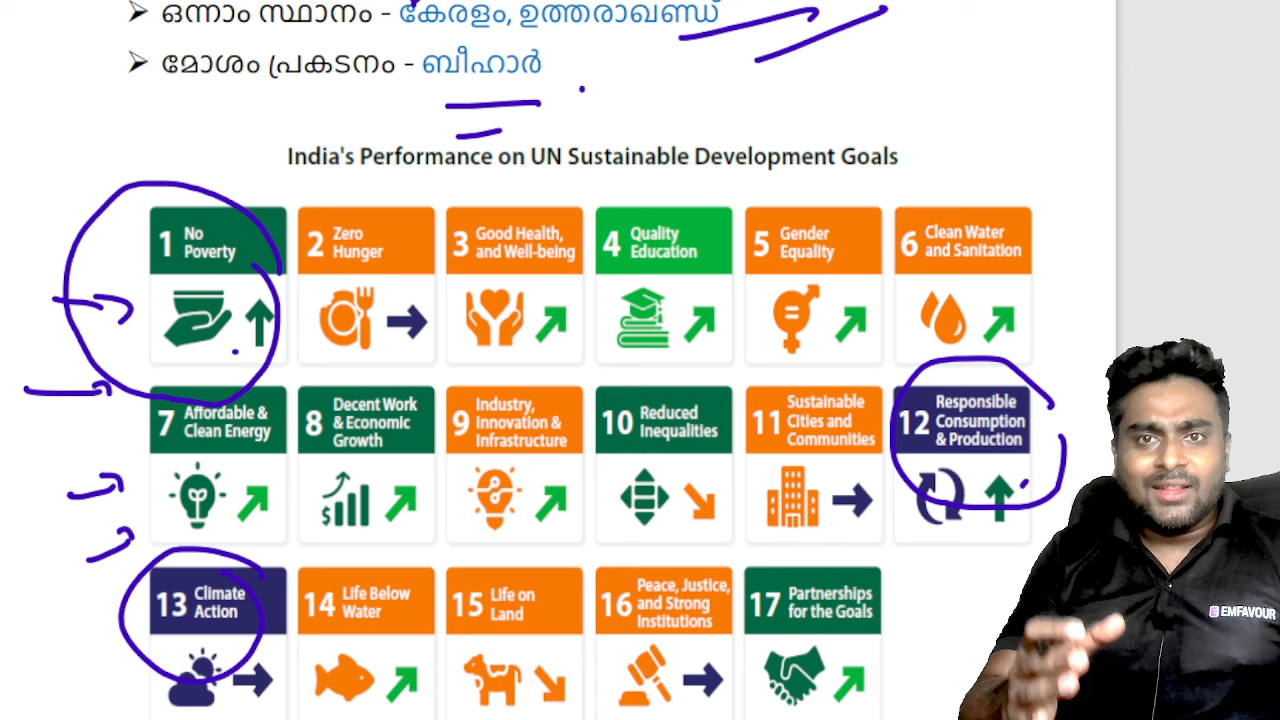 ➤ ഒന്നാം സ്ഥാനം - കേരളം, ഉത്തരാഖണ്ഡ്
➤ മോശം പ്രകടനം - ബീഹാർ
India's Performance on UN Sustainable Development Goals
1 No Poverty
2 Zero Hunger
3 Good Health, and Well-being
4 Quality Education
5 Gender Equality
6 Clean Water and Sanitation
7 Affordable & Clean Energy
8 Decent Work & Economic Growth
9 Industry, Innovation & Infrastructure
10 Reduced Inequalities
11 Sustainable Cities and Communities
12 Responsible Consumption & Production
13 Climate Action
14 Life Below Water
15 Life on Land
16 Peace, Justice, and Strong Institutions
17 Partnerships for the Goals
EMFAVOUR